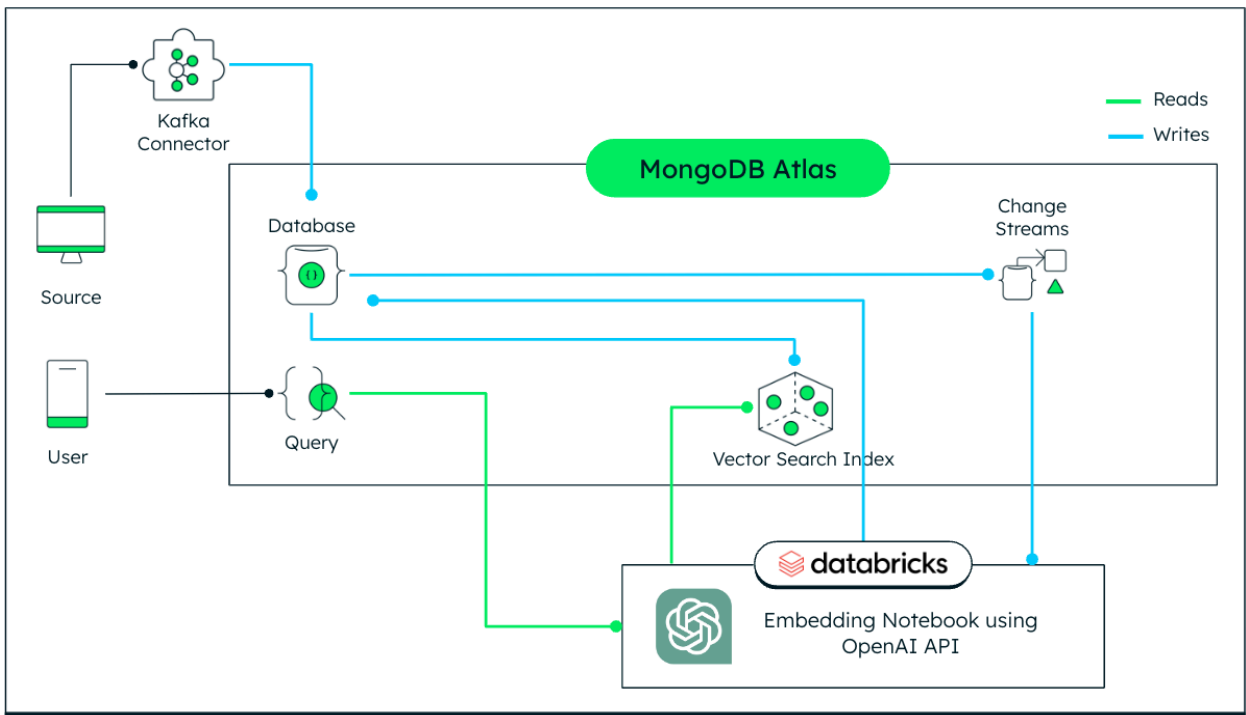 Kafka
Connector
Reads
Writes
MongoDB Atlas
Change
Streams
Database
{}
Source
Query
User
Vector Search Index
databricks
Embedding Notebook using
OpenAI API